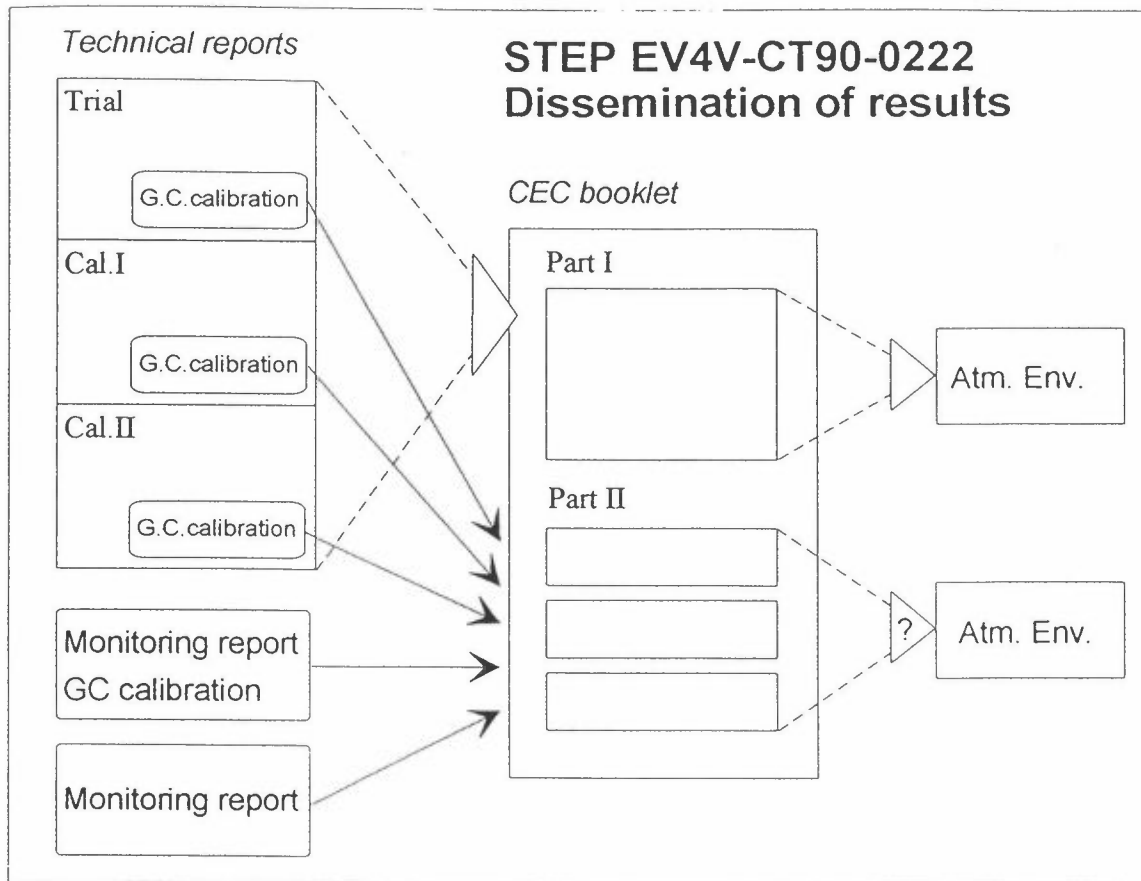 Technical reports
STEP EV4V-CT90-0222
Dissemination of results
Trial
G.C.calibration
Cal.I
G.C.calibration
Cal.II
G.C.calibration
Monitoring report
GC calibration
Monitoring report
CEC booklet
Part I
Part II
Atm. Env.
?
Atm. Env.